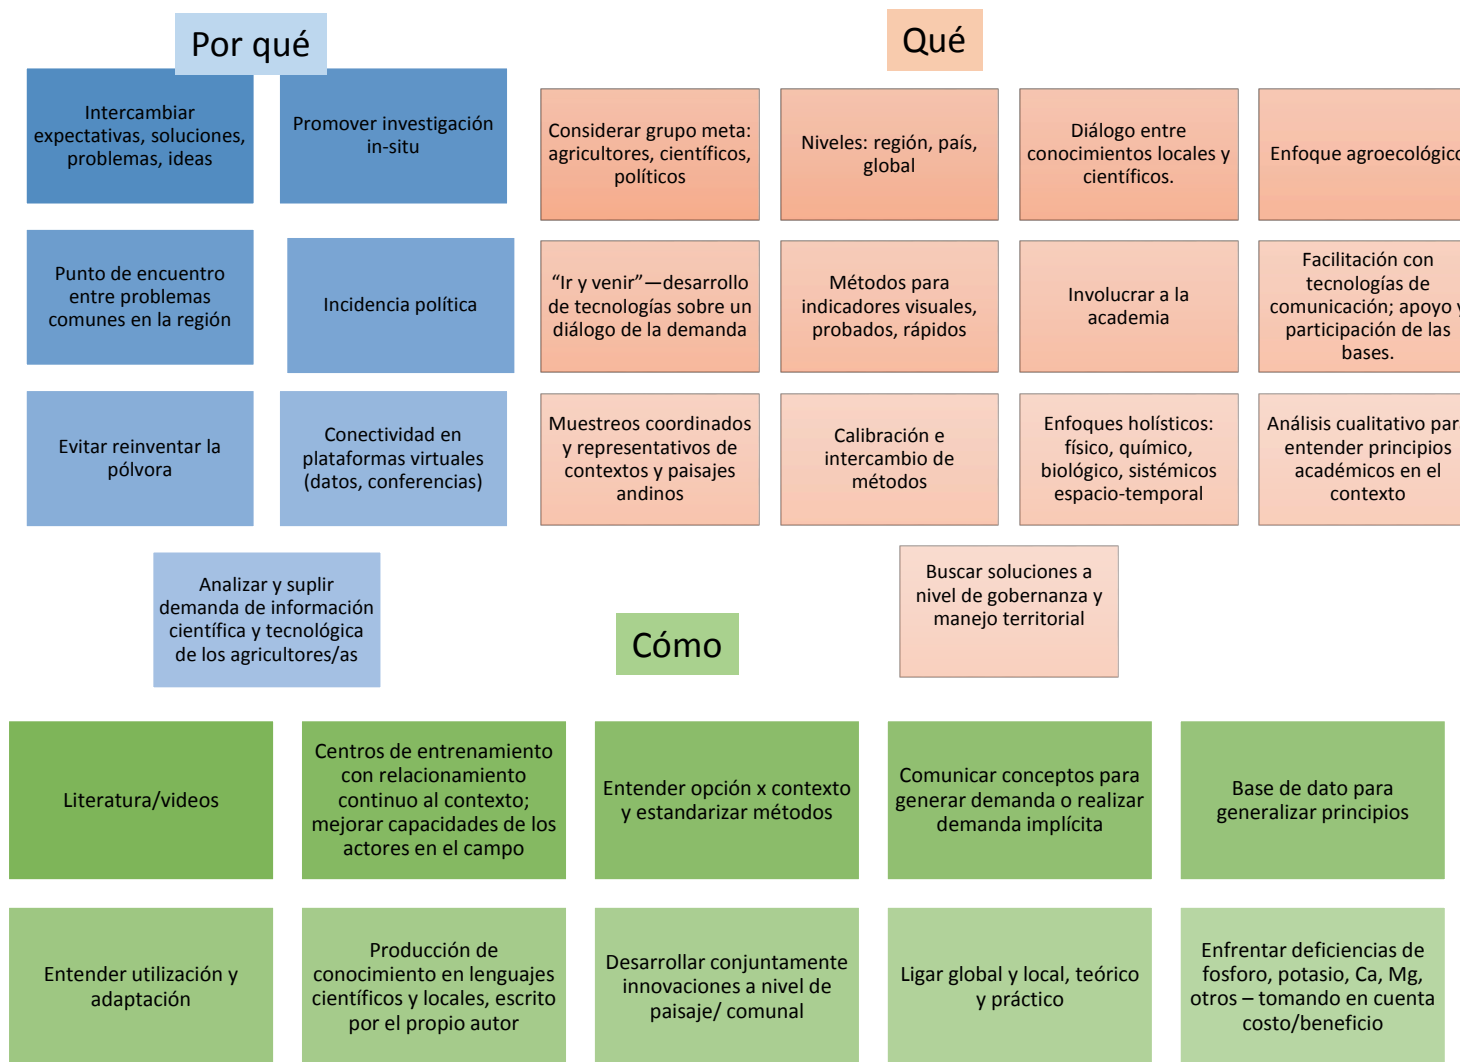 Por qué
Intercambiar
expectativas, soluciones,
problemas, ideas
Promover investigación
in-situ
Punto de encuentro
entre problemas
comunes en la región
Incidencia política
Evitar reinventar la
pólvora
Conectividad en
plataformas virtuales
(datos, conferencias)
Analizar y suplir
demanda de información
científica y tecnológica
de los agricultores/as
Qué
Considerar grupo meta:
agricultores, científicos,
políticos
Niveles: región, país,
global
Diálogo entre
conocimientos locales y
científicos.
Enfoque agroecológico
“Ir y venir”—desarrollo
de tecnologías sobre un
diálogo de la demanda
Métodos para
indicadores visuales,
probados, rápidos
Involucrar a la
academia
Facilitación con
tecnologías de
comunicación; apoyo y
participación de las
bases.
Muestreos coordinados
y representativos de
contextos y paisajes
andinos
Calibración e
intercambio de
métodos
Enfoques holísticos:
físico, químico,
biológico, sistémicos
espacio-temporal
Análisis cualitativo para
entender principios
académicos en el
contexto
Buscar soluciones a
nivel de gobernanza y
manejo territorial
Cómo
Literatura/videos
Centros de entrenamiento
con relacionamiento
continuo al contexto;
mejorar capacidades de los
actores en el campo
Entender opción x contexto
y estandarizar métodos
Comunicar conceptos para
generar demanda o realizar
demanda implícita
Base de dato para
generalizar principios
Entender utilización y
adaptación
Producción de
conocimiento en lenguajes
científicos y locales, escrito
por el propio autor
Desarrollar conjuntamente
innovaciones a nivel de
paisaje/ comunal
Ligar global y local, teórico
y práctico
Enfrentar deficiencias de
fosforo, potasio, Ca, Mg,
otros – tomando en cuenta
costo/beneficio